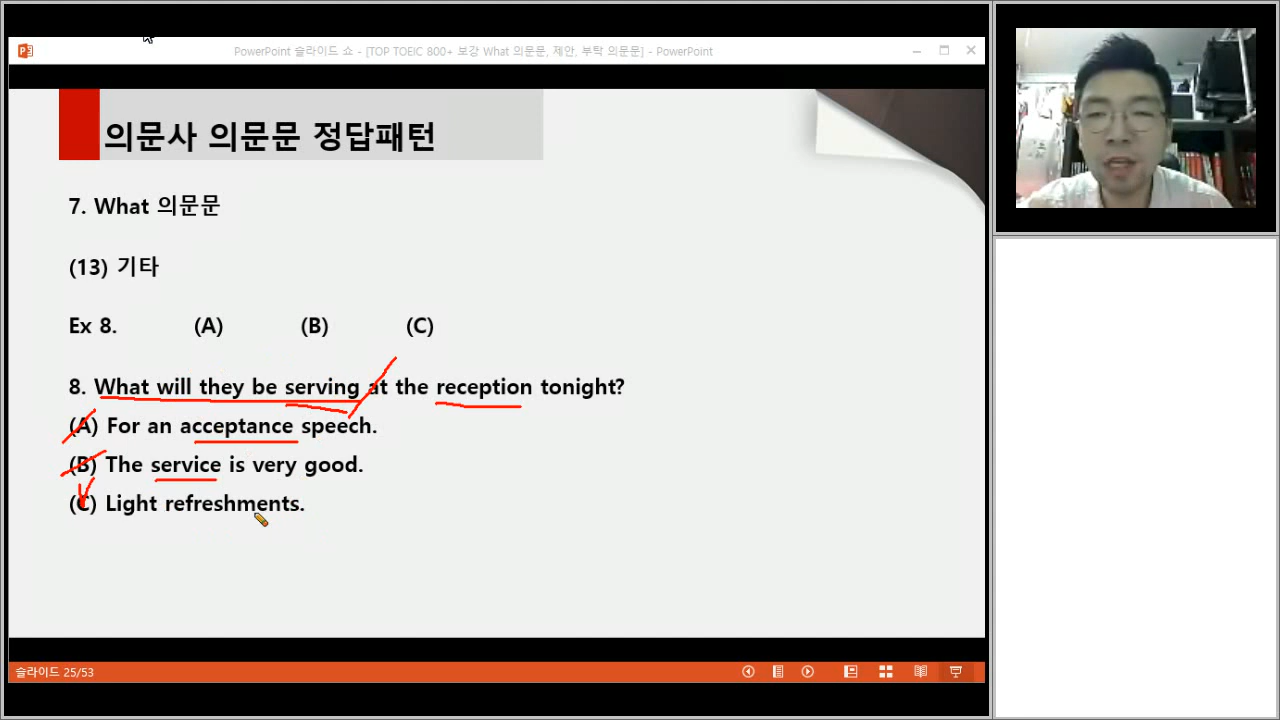 PowerPoint 슬라이드 쇼 - [TOP TOEIC 800+ 보강 What 의문문, 제안, 부탁 의문문] - PowerPoint
의문사 의문문 정답패턴
7. What 의문문
(13) 기타
Ex 8. (A) (B) (C)
8. What will they be serving at the reception tonight?
(A) For an acceptance speech.
(B) The service is very good.
(C) Light refreshments.
슬라이드 25/53